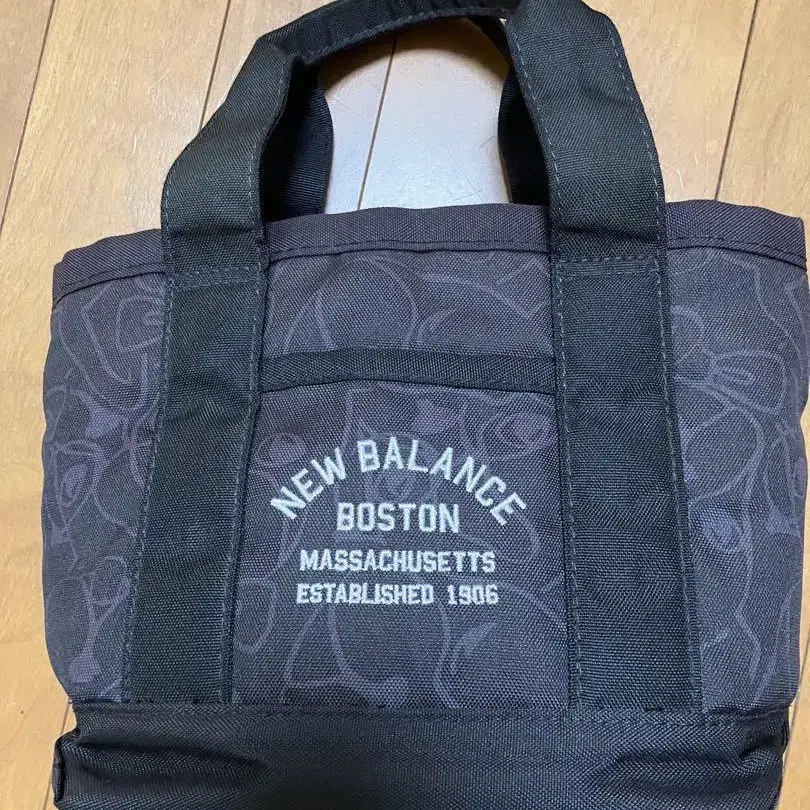 NEW BALANCE
BOSTON
MASSACHUSETTS
ESTABLISHED 1906